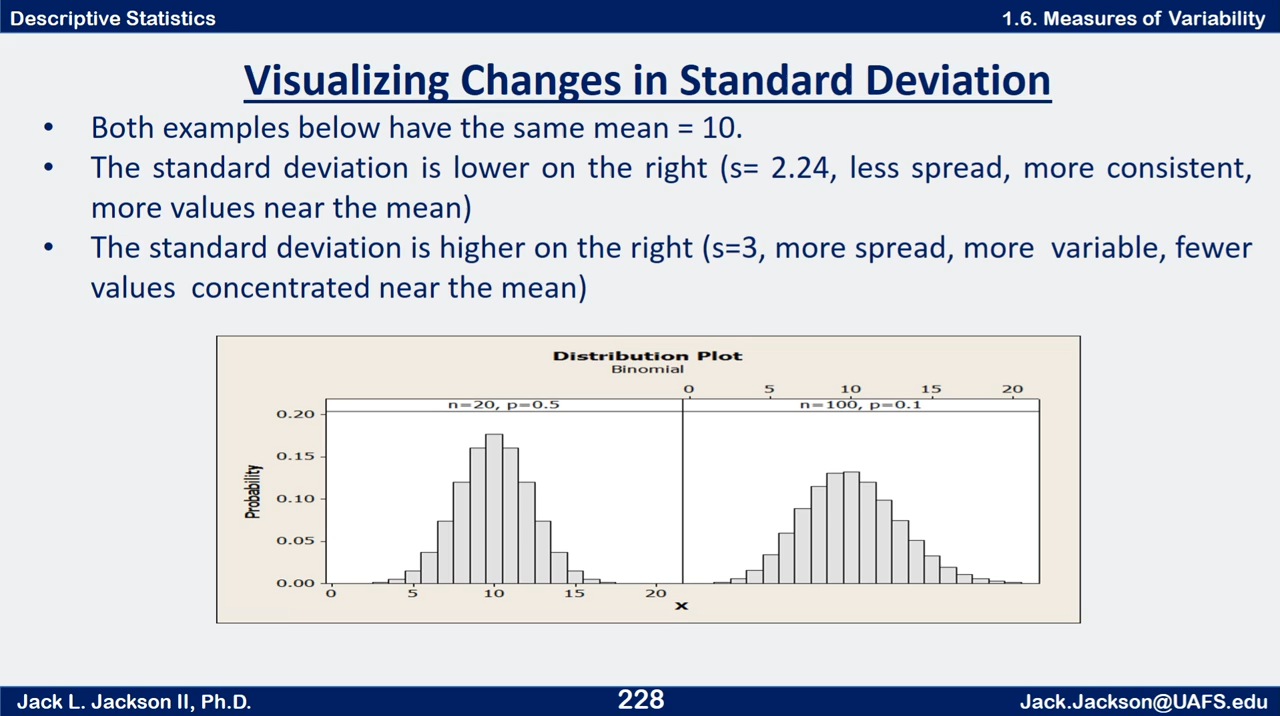 Descriptive Statistics
1.6. Measures of Variability
Visualizing Changes in Standard Deviation
• Both examples below have the same mean = 10.
• The standard deviation is lower on the right (s= 2.24, less spread, more consistent,
more values near the mean)
• The standard deviation is higher on the right (s=3, more spread, more variable, fewer
values concentrated near the mean)
Distribution Plot
Binomial
0 5 10 15 20
n=20, p=0.5
n=100, p=0.1
Probability
0.20
0.15
0.10
0.05
0.00
0 5 10 15 20
x
Jack L. Jackson II, Ph.D.
228
Jack.Jackson@UAFS.edu